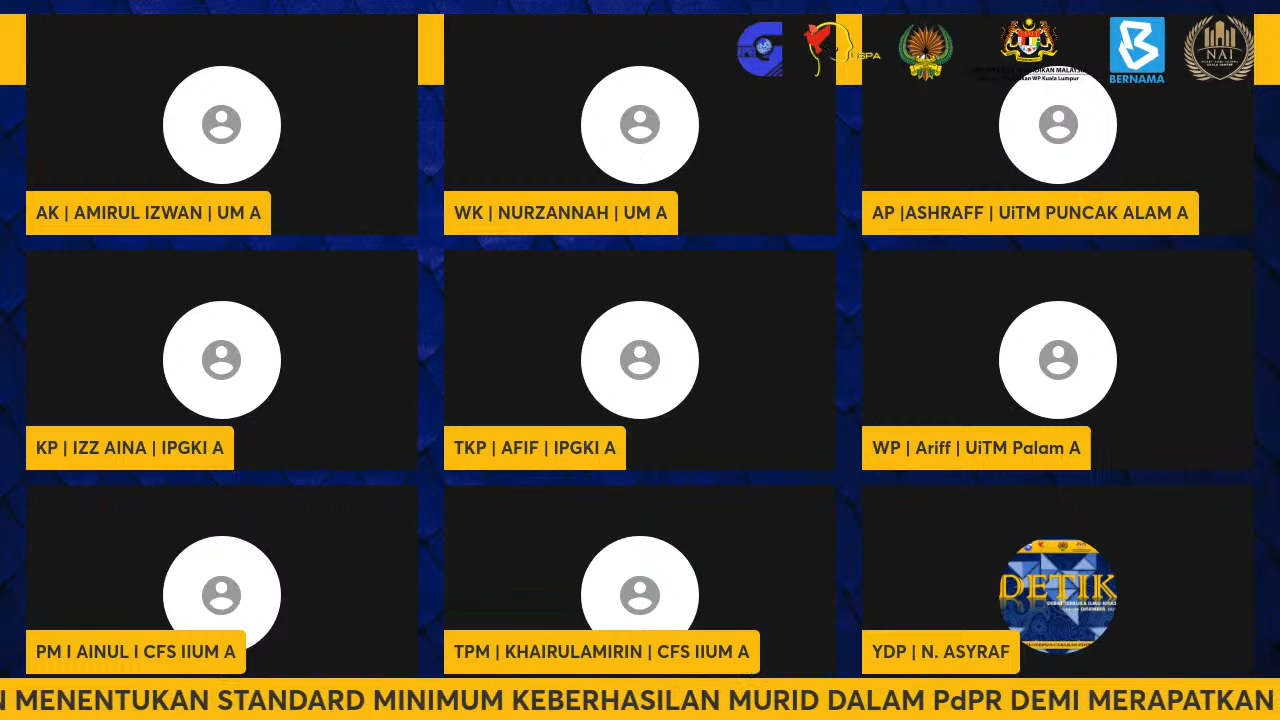 USPA
BERNAMA
NAI
AK | AMIRUL IZWAN | UM A
WK | NURZANNAH | UM A
AP |ASHRAFF | UiTM PUNCAK ALAM A
KP | IZZ AINA | IPGKI A
TKP | AFIF | IPGKI A
WP | Ariff | UiTM Palam A
DETIK
PM I AINUL I CFS IIUM A
TPM | KHAIRULAMIRIN | CFS IIUM A
YDP | N. ASYRAF
N MENENTUKAN STANDARD MINIMUM KEBERHASILAN MURID DALAM PdPR DEMI MERAPATKAN